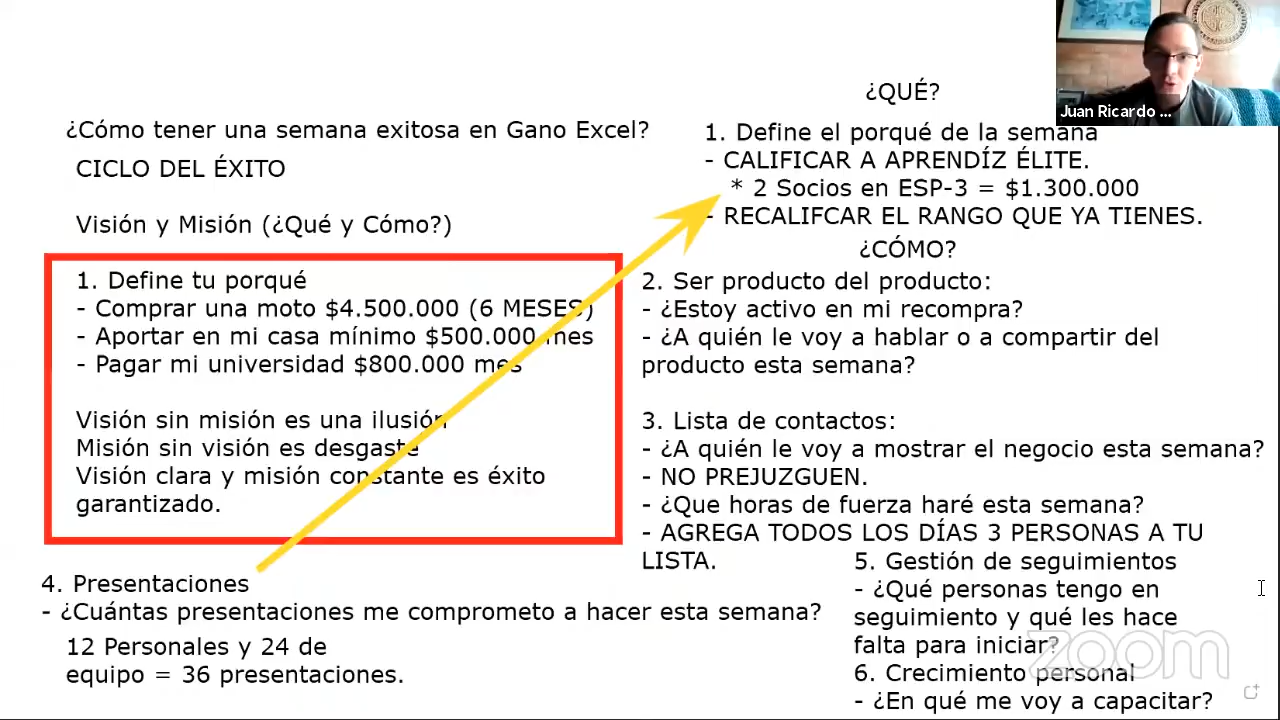 ¿Cómo tener una semana exitosa en Gano Excel?
CICLO DEL ÉXITO
Visión y Misión (¿Qué y Cómo?)
1. Define tu porqué
- Comprar una moto $4.500.000 (6 MESES)
- Aportar en mi casa mínimo $500.000 mes
- Pagar mi universidad $800.000 mes
Visión sin misión es una ilusión
Misión sin visión es desgaste
Visión clara y misión constante es éxito
garantizado.
¿QUÉ?
1. Define el porqué de la semana
- CALIFICAR A APRENDÍZ ÉLITE.
* 2 Socios en ESP-3 = $1.300.000
- RECALIFCAR EL RANGO QUE YA TIENES.
¿CÓMO?
2. Ser producto del producto:
- ¿Estoy activo en mi recompra?
- ¿A quién le voy a hablar o a compartir del
producto esta semana?
3. Lista de contactos:
- ¿A quién le voy a mostrar el negocio esta semana?
- NO PREJUZGUEN.
- ¿Que horas de fuerza haré esta semana?
- AGREGA TODOS LOS DÍAS 3 PERSONAS A TU
LISTA.
4. Presentaciones
- ¿Cuántas presentaciones me comprometo a hacer esta semana?
12 Personales y 24 de
equipo = 36 presentaciones.
5. Gestión de seguimientos
- ¿Qué personas tengo en
seguimiento y qué les hace
falta para iniciar?
6. Crecimiento personal
- ¿En qué me voy a capacitar?
Juan Ricardo ...
zoom